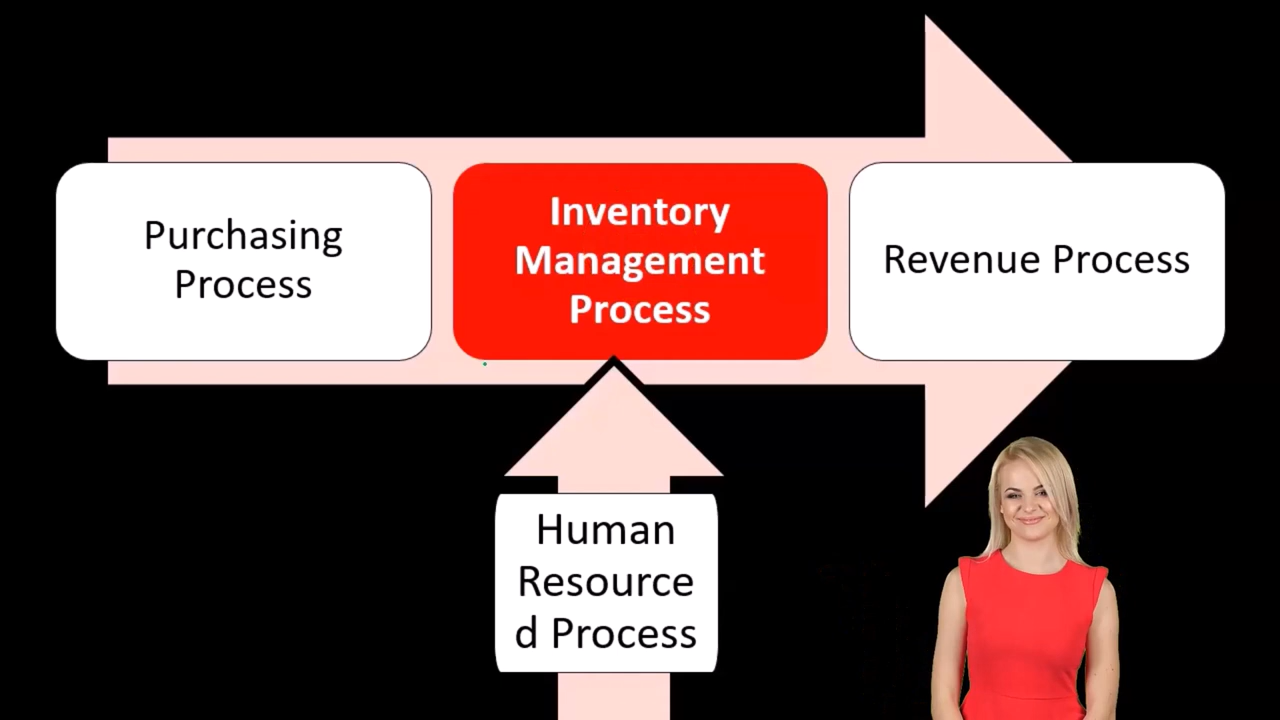 Purchasing
Process
Inventory
Management
Process
Revenue Process
Human
Resource
d Process